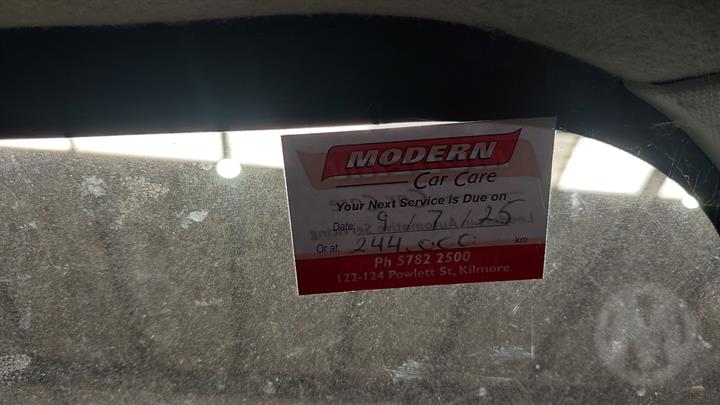 MODERN
Car Care
Your Next Service Is Due on
Date: 9 / 7 / 25
Or at: 244,000 km
Ph 5782 2500
122-124 Powlett St, Kilmore